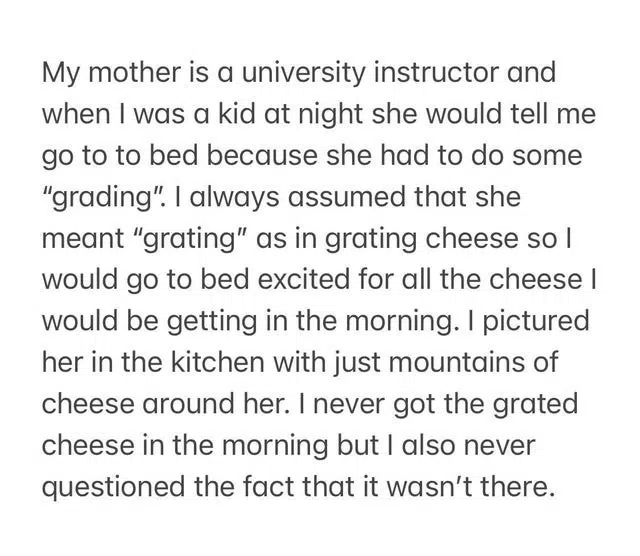 My mother is a university instructor and
when I was a kid at night she would tell me
go to to bed because she had to do some
“grading”. I always assumed that she
meant “grating” as in grating cheese so I
would go to bed excited for all the cheese I
would be getting in the morning. I pictured
her in the kitchen with just mountains of
cheese around her. I never got the grated
cheese in the morning but I also never
questioned the fact that it wasn’t there.